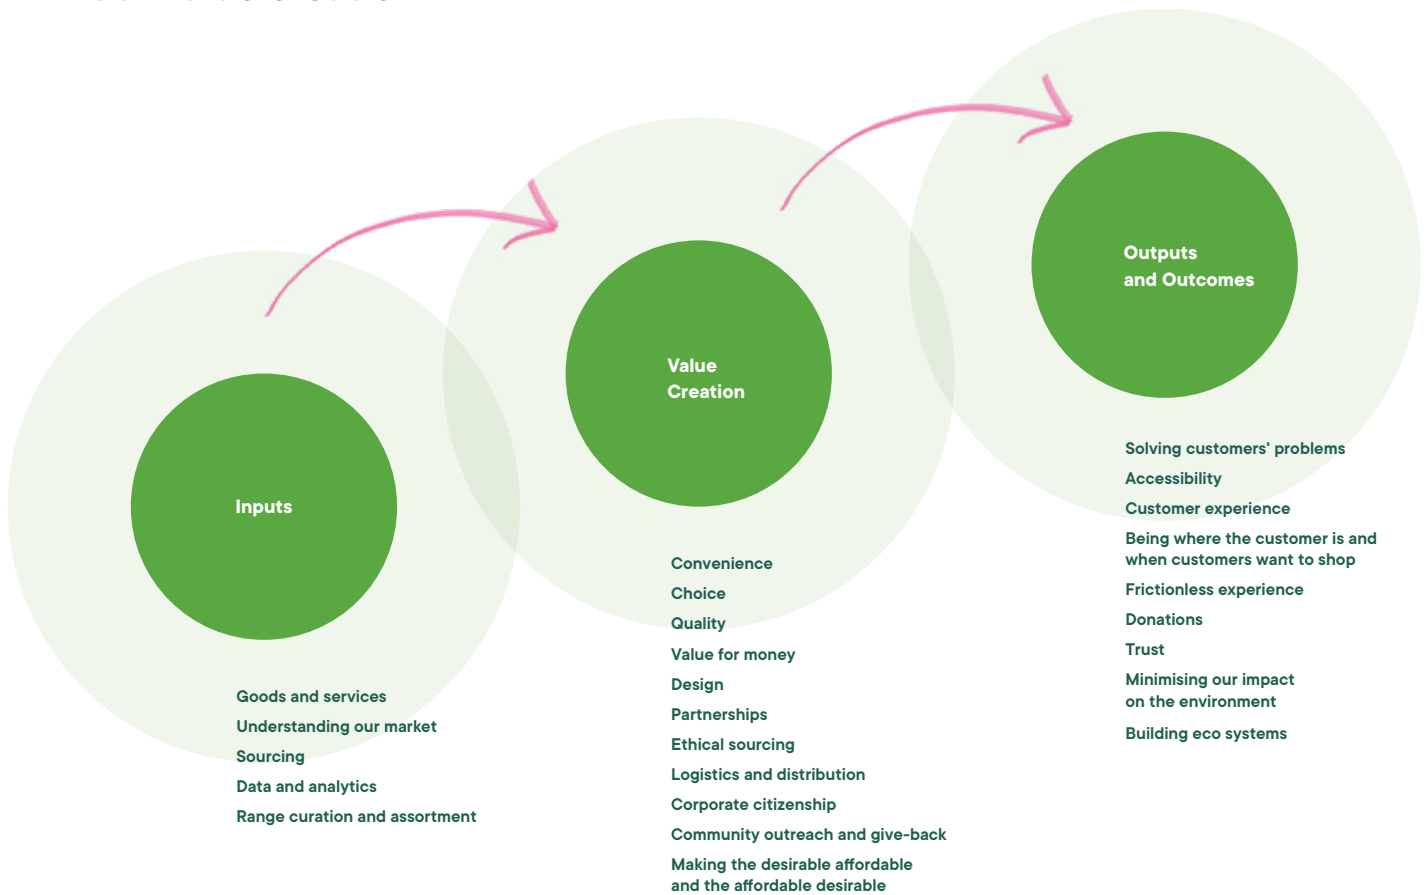 Inputs
Goods and services
Understanding our market
Sourcing
Data and analytics
Range curation and assortment
Value
Creation
Convenience
Choice
Quality
Value for money
Design
Partnerships
Ethical sourcing
Logistics and distribution
Corporate citizenship
Community outreach and give-back
Making the desirable affordable
and the affordable desirable
Outputs
and Outcomes
Solving customers' problems
Accessibility
Customer experience
Being where the customer is and
when customers want to shop
Frictionless experience
Donations
Trust
Minimising our impact
on the environment
Building eco systems